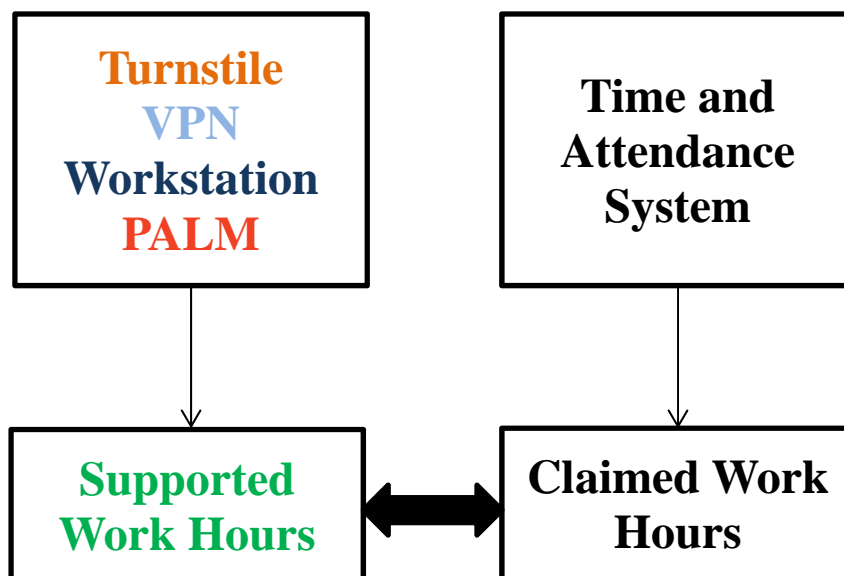 Turnstile
VPN
Workstation
PALM
Time and
Attendance
System
Supported
Work Hours
Claimed Work
Hours